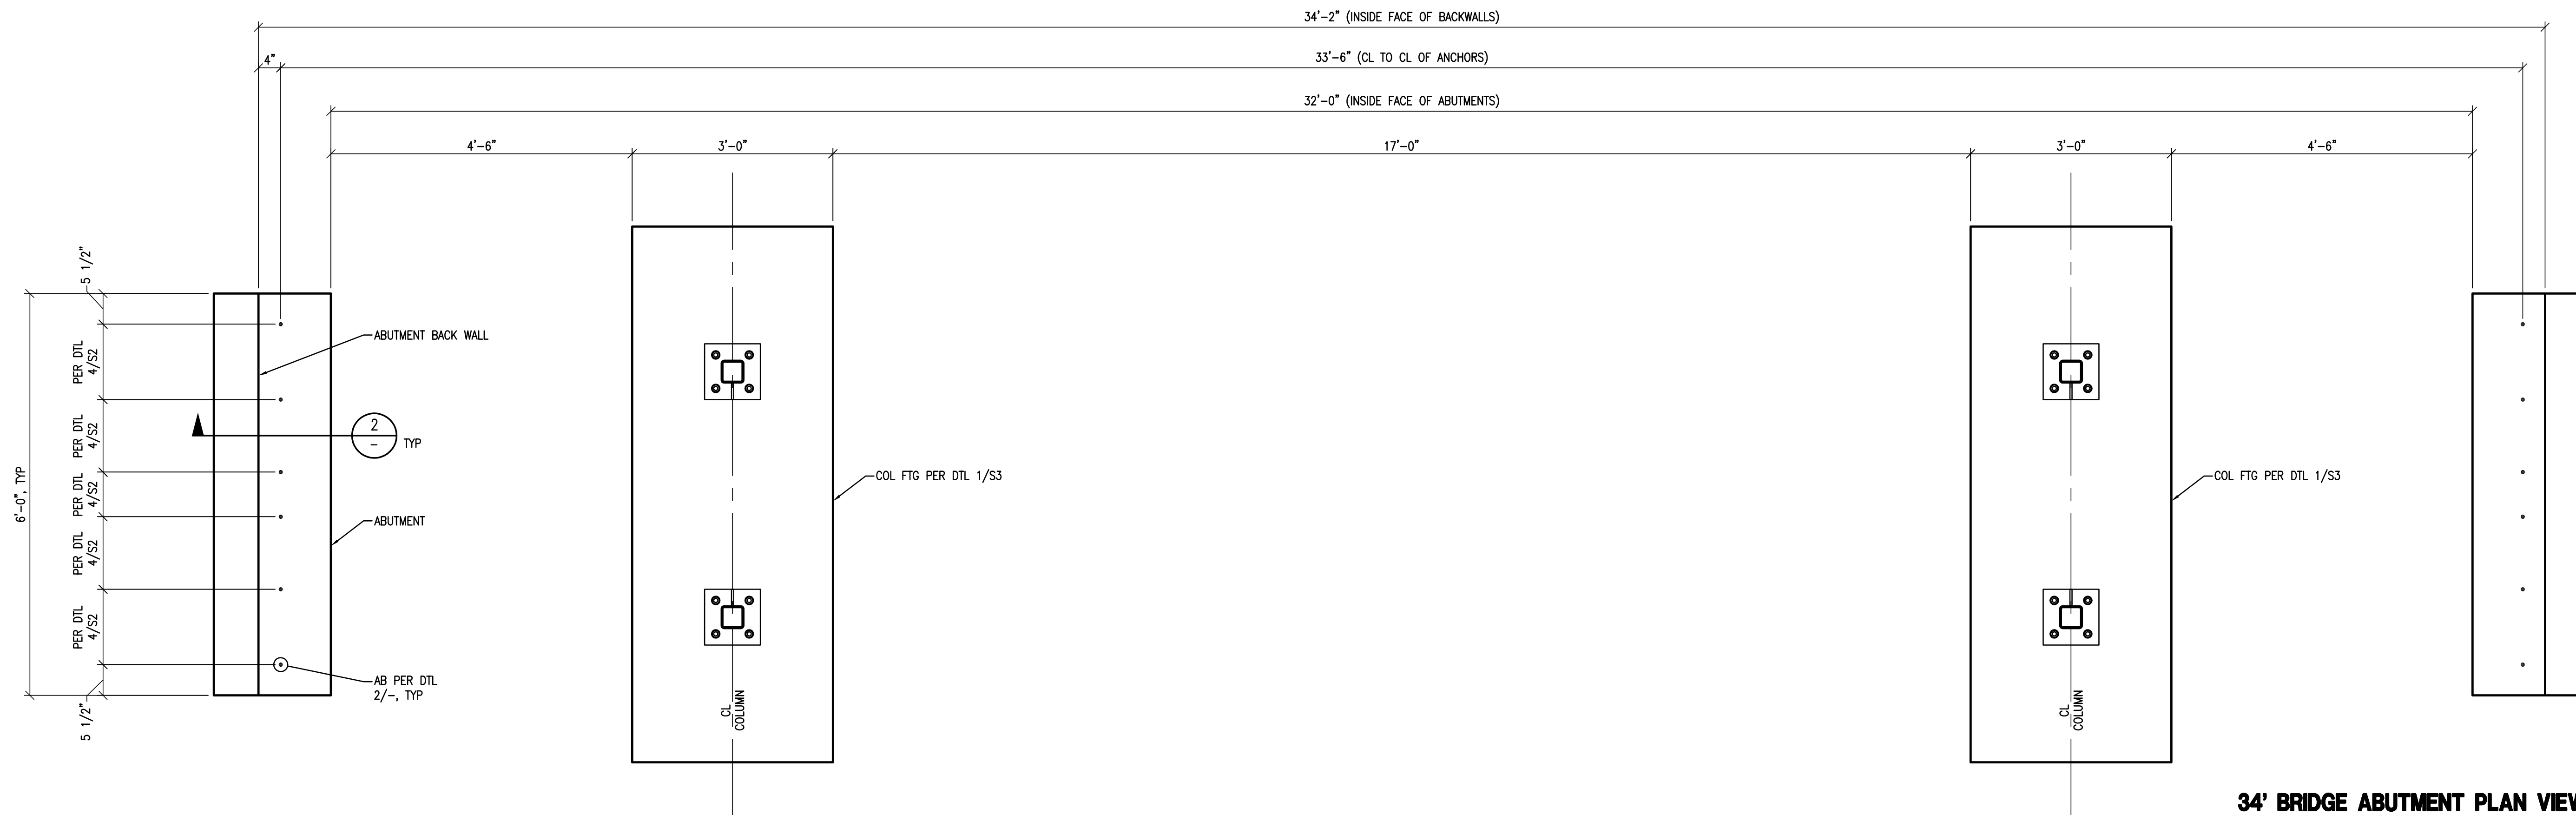 34'-2" (INSIDE FACE OF BACKWALLS)
4"
33'-6" (CL TO CL OF ANCHORS)
32'-0" (INSIDE FACE OF ABUTMENTS)
4'-6"
3'-0"
17'-0"
3'-0"
4'-6"
5 1/2"
PER DTL
4/S2
PER DTL
4/S2
PER DTL
4/S2
PER DTL
4/S2
PER DTL
4/S2
5 1/2"
6'-0", TYP
ABUTMENT BACK WALL
2
-
TYP
ABUTMENT
AB PER DTL
2/-, TYP
COL FTG PER DTL 1/S3
CL
COLUMN
COL FTG PER DTL 1/S3
CL
COLUMN
34' BRIDGE ABUTMENT PLAN